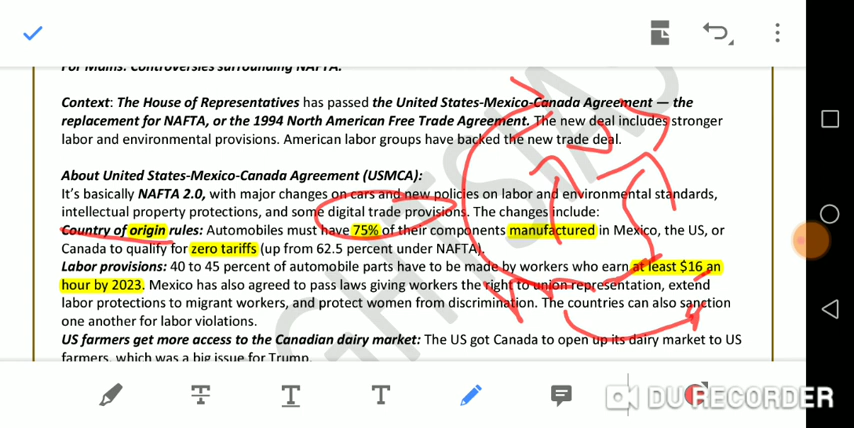 For Mains: Controversies surrounding NAFTA.
Context: The House of Representatives has passed the United States-Mexico-Canada Agreement — the
replacement for NAFTA, or the 1994 North American Free Trade Agreement. The new deal includes stronger
labor and environmental provisions. American labor groups have backed the new trade deal.
About United States-Mexico-Canada Agreement (USMCA):
It's basically NAFTA 2.0, with major changes on cars and new policies on labor and environmental standards,
intellectual property protections, and some digital trade provisions. The changes include:
Country of origin rules: Automobiles must have 75% of their components manufactured in Mexico, the US, or
Canada to qualify for zero tariffs (up from 62.5 percent under NAFTA).
Labor provisions: 40 to 45 percent of automobile parts have to be made by workers who earn at least $16 an
hour by 2023. Mexico has also agreed to pass laws giving workers the right to union representation, extend
labor protections to migrant workers, and protect women from discrimination. The countries can also sanction
one another for labor violations.
US farmers get more access to the Canadian dairy market: The US got Canada to open up its dairy market to US
farmers, which was a big issue for Trump.
T T T
DU RECORDER